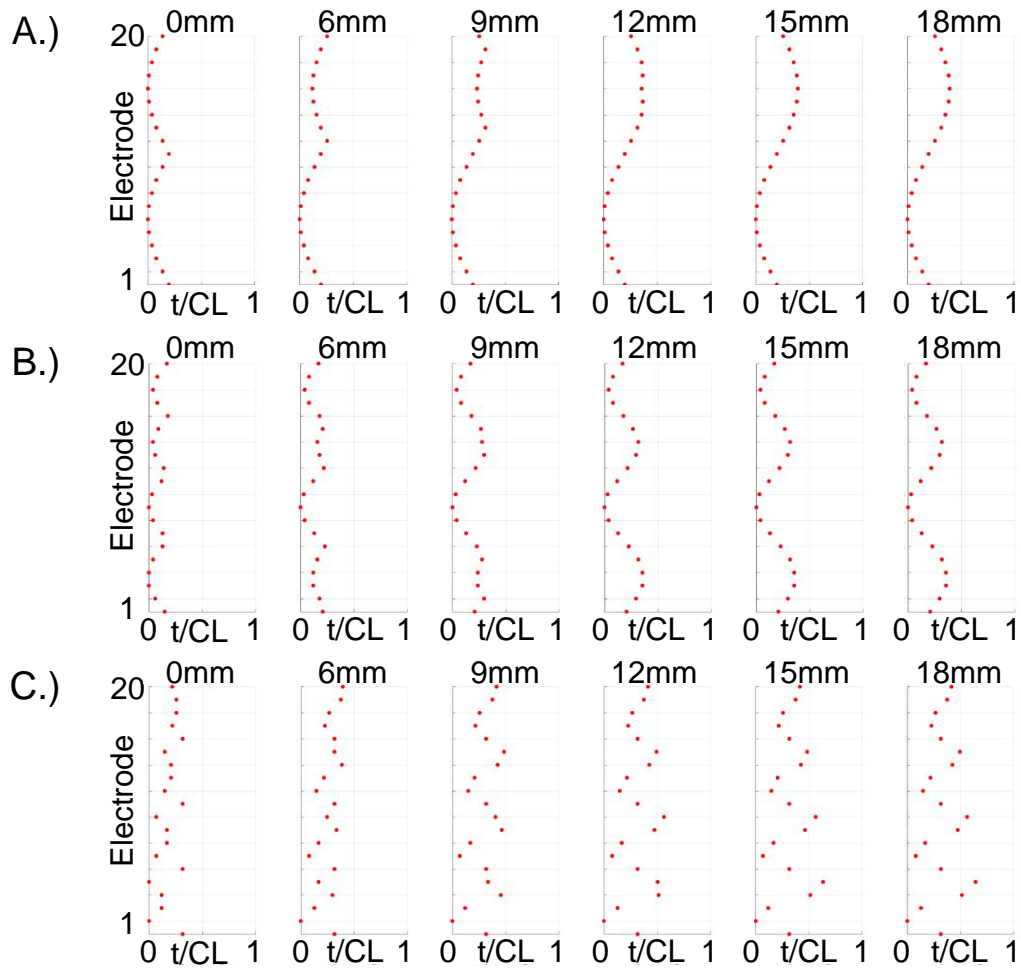 A.)
0mm 6mm 9mm 12mm 15mm 18mm
20
Electrode
1
0 t/CL 1 0 t/CL 1 0 t/CL 1 0 t/CL 1 0 t/CL 1 0 t/CL 1
B.)
0mm 6mm 9mm 12mm 15mm 18mm
20
Electrode
1
0 t/CL 1 0 t/CL 1 0 t/CL 1 0 t/CL 1 0 t/CL 1 0 t/CL 1
C.)
0mm 6mm 9mm 12mm 15mm 18mm
20
Electrode
1
0 t/CL 1 0 t/CL 1 0 t/CL 1 0 t/CL 1 0 t/CL 1 0 t/CL 1